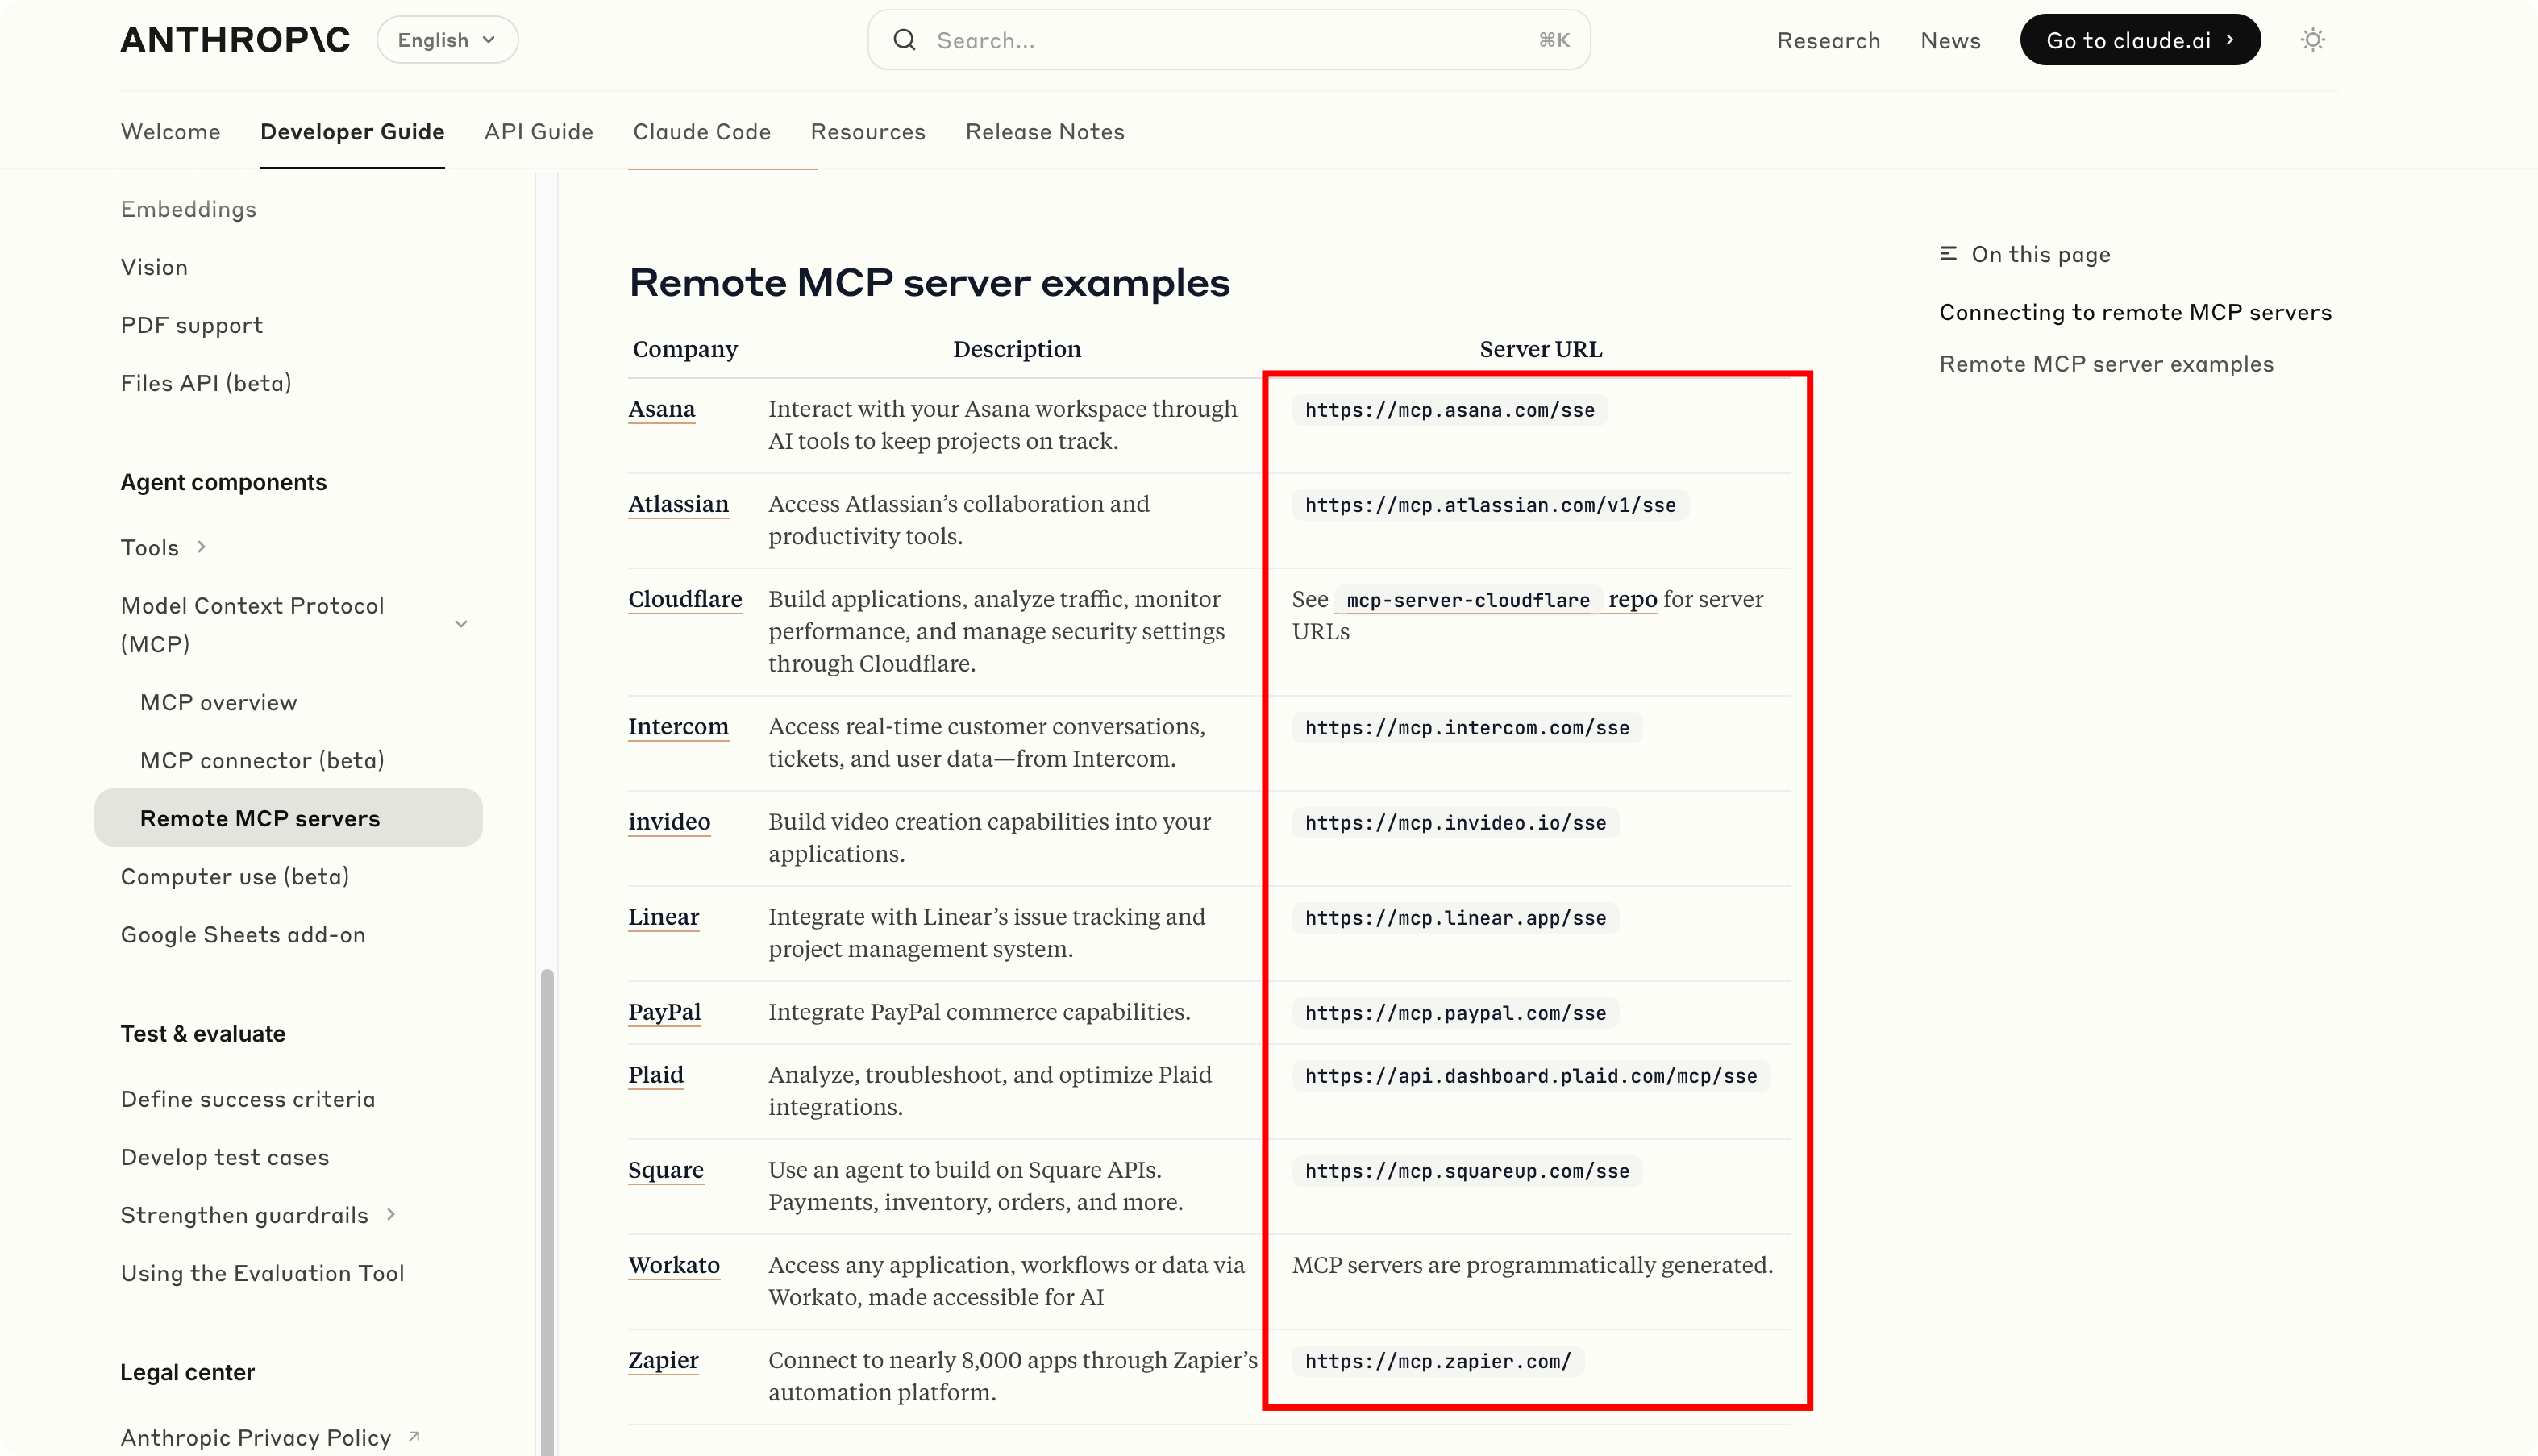 ANTHROP\C
English
Search...
⌘K
Research
News
Go to claude.ai
Welcome
Developer Guide
API Guide
Claude Code
Resources
Release Notes
Embeddings
Vision
PDF support
Files API (beta)
Agent components
Tools
Model Context Protocol
(MCP)
MCP overview
MCP connector (beta)
Remote MCP servers
Computer use (beta)
Google Sheets add-on
Test & evaluate
Define success criteria
Develop test cases
Strengthen guardrails
Using the Evaluation Tool
Legal center
Anthropic Privacy Policy
Remote MCP server examples
Company Description Server URL
Asana Interact with your Asana workspace through https://mcp.asana.com/sse
AI tools to keep projects on track.
Atlassian Access Atlassian’s collaboration and https://mcp.atlassian.com/v1/sse
productivity tools.
Cloudflare Build applications, analyze traffic, monitor See mcp-server-cloudflare repo for server
performance, and manage security settings URLs
through Cloudflare.
Intercom Access real-time customer conversations, https://mcp.intercom.com/sse
tickets, and user data—from Intercom.
invideo Build video creation capabilities into your https://mcp.invideo.io/sse
applications.
Linear Integrate with Linear’s issue tracking and https://mcp.linear.app/sse
project management system.
PayPal Integrate PayPal commerce capabilities. https://mcp.paypal.com/sse
Plaid Analyze, troubleshoot, and optimize Plaid https://api.dashboard.plaid.com/mcp/sse
integrations.
Square Use an agent to build on Square APIs. https://mcp.squareup.com/sse
Payments, inventory, orders, and more.
Workato Access any application, workflows or data via MCP servers are programmatically generated.
Workato, made accessible for AI
Zapier Connect to nearly 8,000 apps through Zapier’s https://mcp.zapier.com/
automation platform.
On this page
Connecting to remote MCP servers
Remote MCP server examples